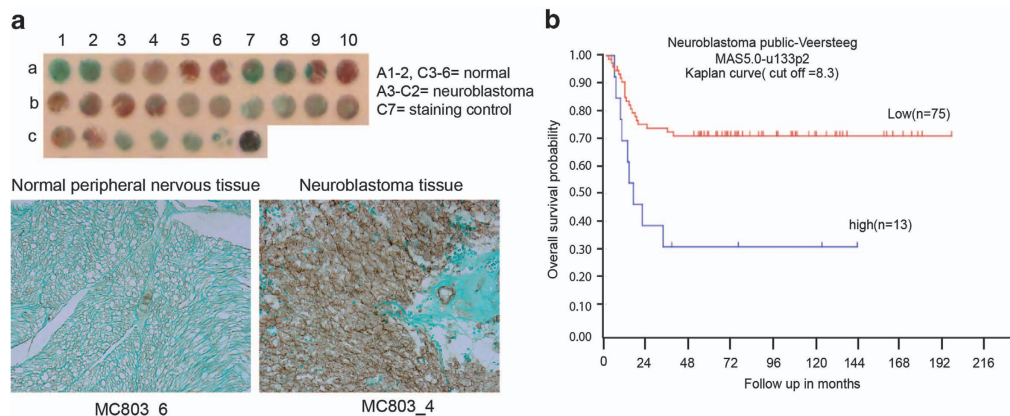 a
1 2 3 4 5 6 7 8 9 10
a
b
c
A1-2, C3-6= normal
A3-C2= neuroblastoma
C7= staining control
Normal peripheral nervous tissue
Neuroblastoma tissue
MC803_6
MC803_4
b
Neuroblastoma public-Veersteeg
MAS5.0-u133p2
Kaplan curve( cut off =8.3)
Overall survival probability
1.00
0.90
0.80
0.70
0.60
0.50
0.40
0.30
0.20
0.10
0.00
Low(n=75)
high(n=13)
0 24 48 72 96 120 144 168 192 216
Follow up in months